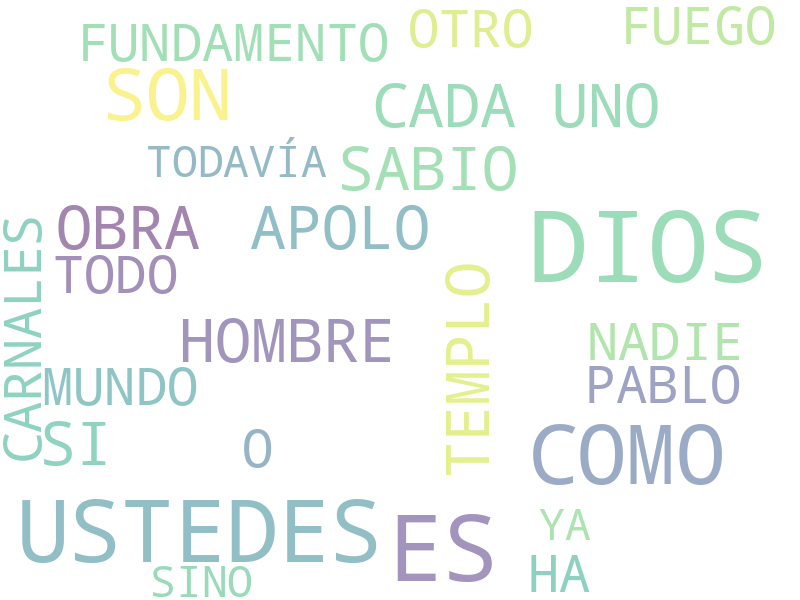 FUNDAMENTO
OTRO
FUEGO
SON
CADA UNO
TODAVÍA
SABIO
OBRA
APOLO
DIOS
CARNALES
TODO
TEMPLO
HOMBRE
NADIE
MUNDO
PABLO
SI
O
COMO
USTEDES
ES
YA
HA
SINO